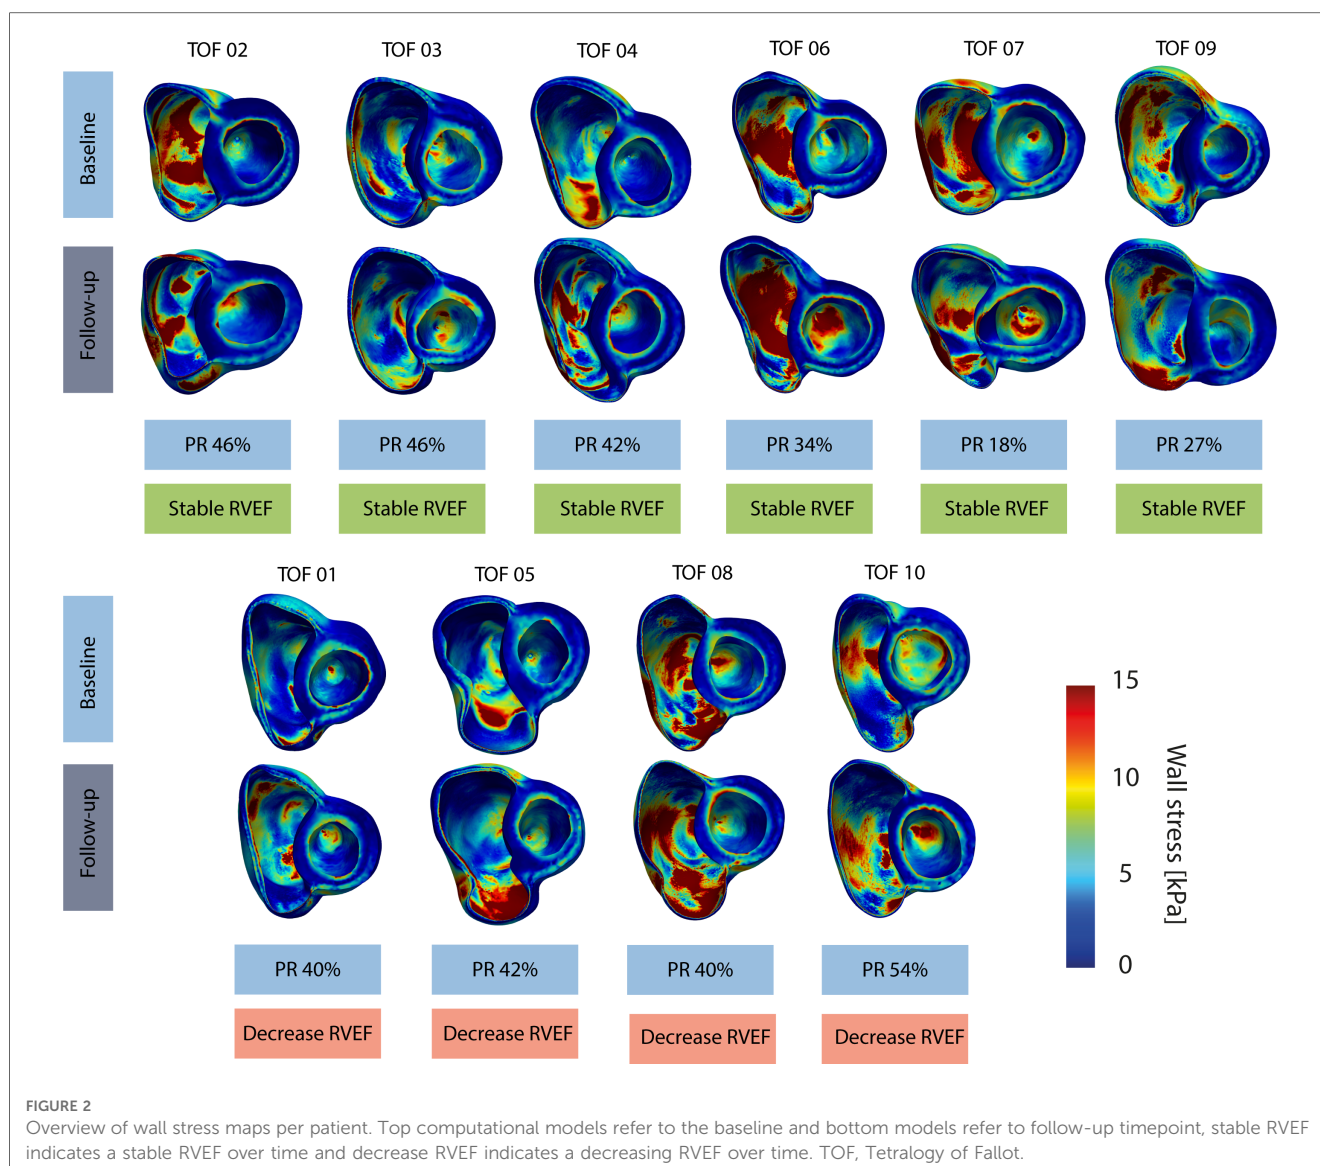 TOF 02 TOF 03 TOF 04 TOF 06 TOF 07 TOF 09
Baseline
Follow-up
PR 46% PR 46% PR 42% PR 34% PR 18% PR 27%
Stable RVEF Stable RVEF Stable RVEF Stable RVEF Stable RVEF Stable RVEF
TOF 01 TOF 05 TOF 08 TOF 10
Baseline
Follow-up
15
10
5
0
Wall stress [kPa]
PR 40% PR 42% PR 40% PR 54%
Decrease RVEF Decrease RVEF Decrease RVEF Decrease RVEF
FIGURE 2
Overview of wall stress maps per patient. Top computational models refer to the baseline and bottom models refer to follow-up timepoint, stable RVEF
indicates a stable RVEF over time and decrease RVEF indicates a decreasing RVEF over time. TOF, Tetralogy of Fallot.